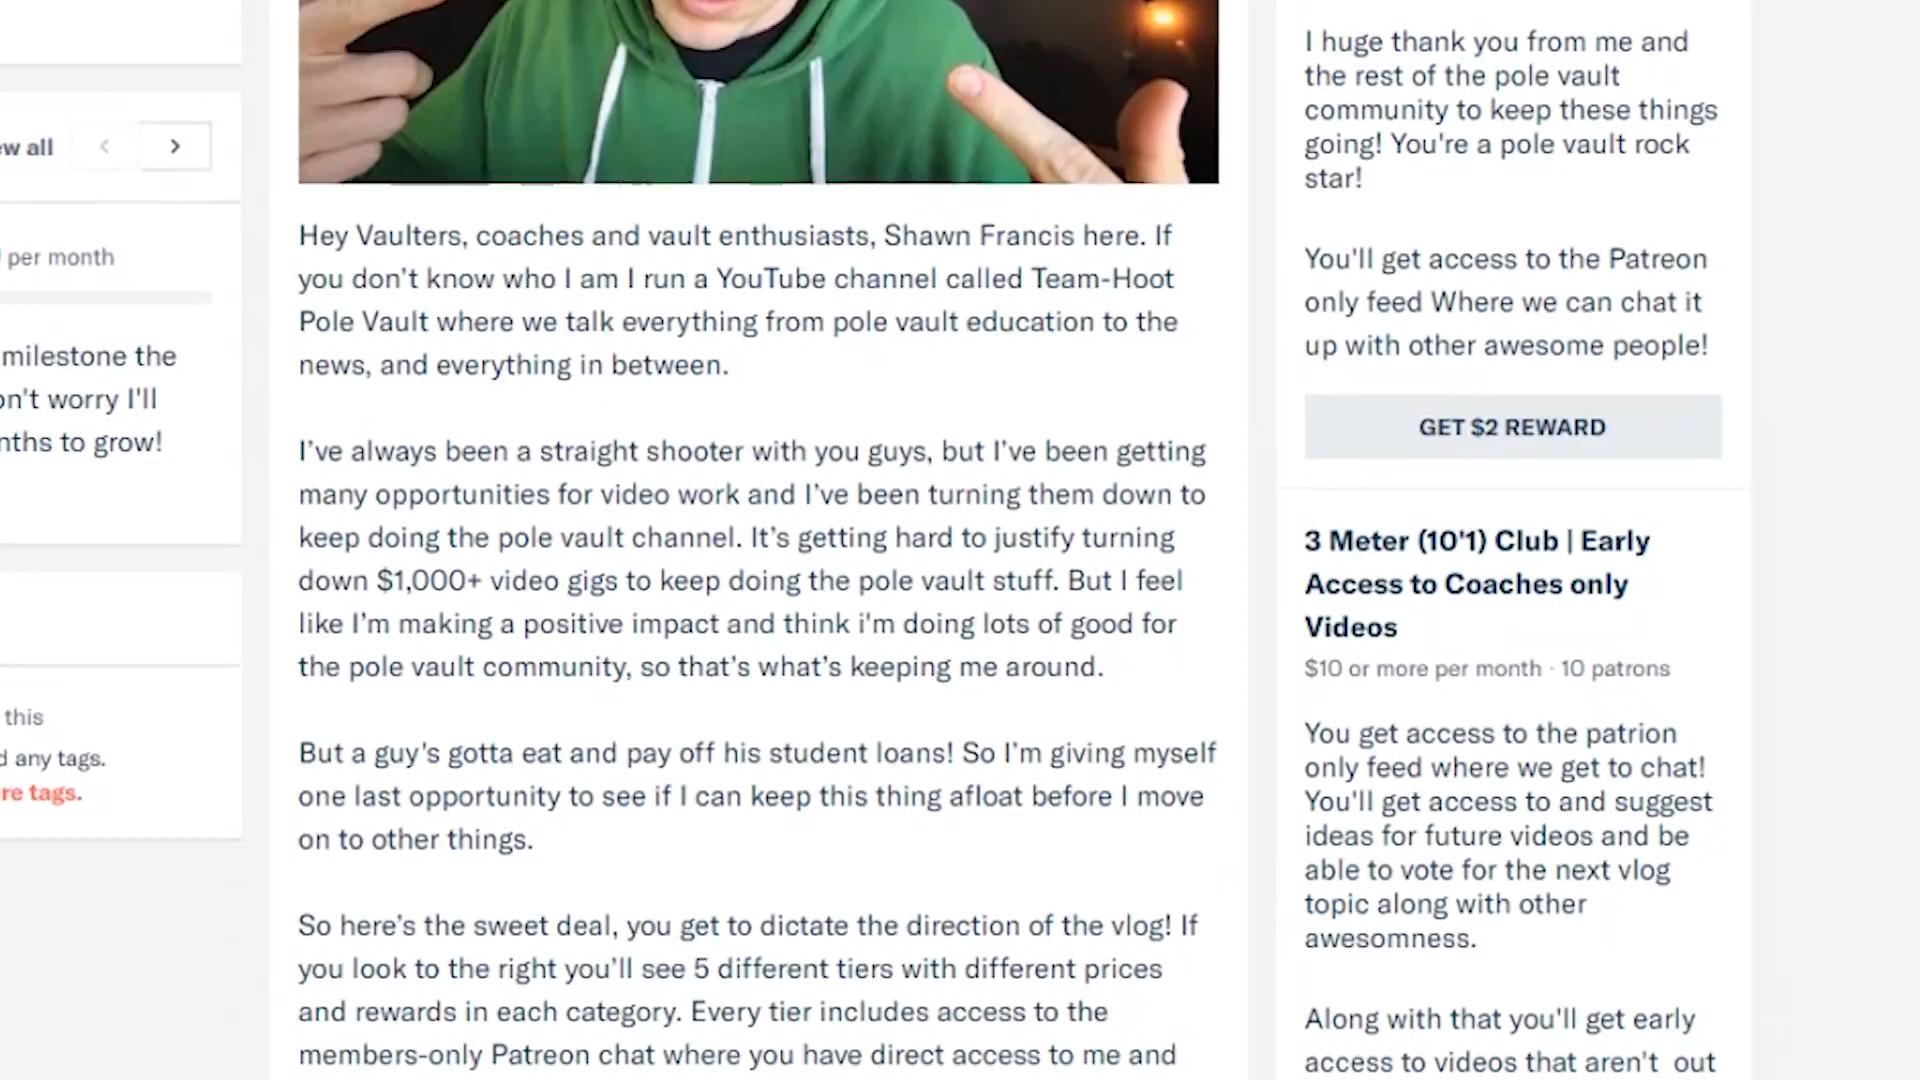 ew all
per month
milestone the
on't worry I'll
nths to grow!
this
d any tags.
re tags.
Hey Vaulters, coaches and vault enthusiasts, Shawn Francis here. If
you don’t know who I am I run a YouTube channel called Team-Hoot
Pole Vault where we talk everything from pole vault education to the
news, and everything in between.
I’ve always been a straight shooter with you guys, but I’ve been getting
many opportunities for video work and I’ve been turning them down to
keep doing the pole vault channel. It’s getting hard to justify turning
down $1,000+ video gigs to keep doing the pole vault stuff. But I feel
like I’m making a positive impact and think i'm doing lots of good for
the pole vault community, so that’s what’s keeping me around.
But a guy’s gotta eat and pay off his student loans! So I’m giving myself
one last opportunity to see if I can keep this thing afloat before I move
on to other things.
So here’s the sweet deal, you get to dictate the direction of the vlog! If
you look to the right you’ll see 5 different tiers with different prices
and rewards in each category. Every tier includes access to the
members-only Patreon chat where you have direct access to me and
I huge thank you from me and
the rest of the pole vault
community to keep these things
going! You're a pole vault rock
star!
You'll get access to the Patreon
only feed Where we can chat it
up with other awesome people!
GET $2 REWARD
3 Meter (10'1) Club | Early
Access to Coaches only
Videos
$10 or more per month · 10 patrons
You get access to the patrion
only feed where we get to chat!
You'll get access to and suggest
ideas for future videos and be
able to vote for the next vlog
topic along with other
awesomness.
Along with that you'll get early
access to videos that aren't out